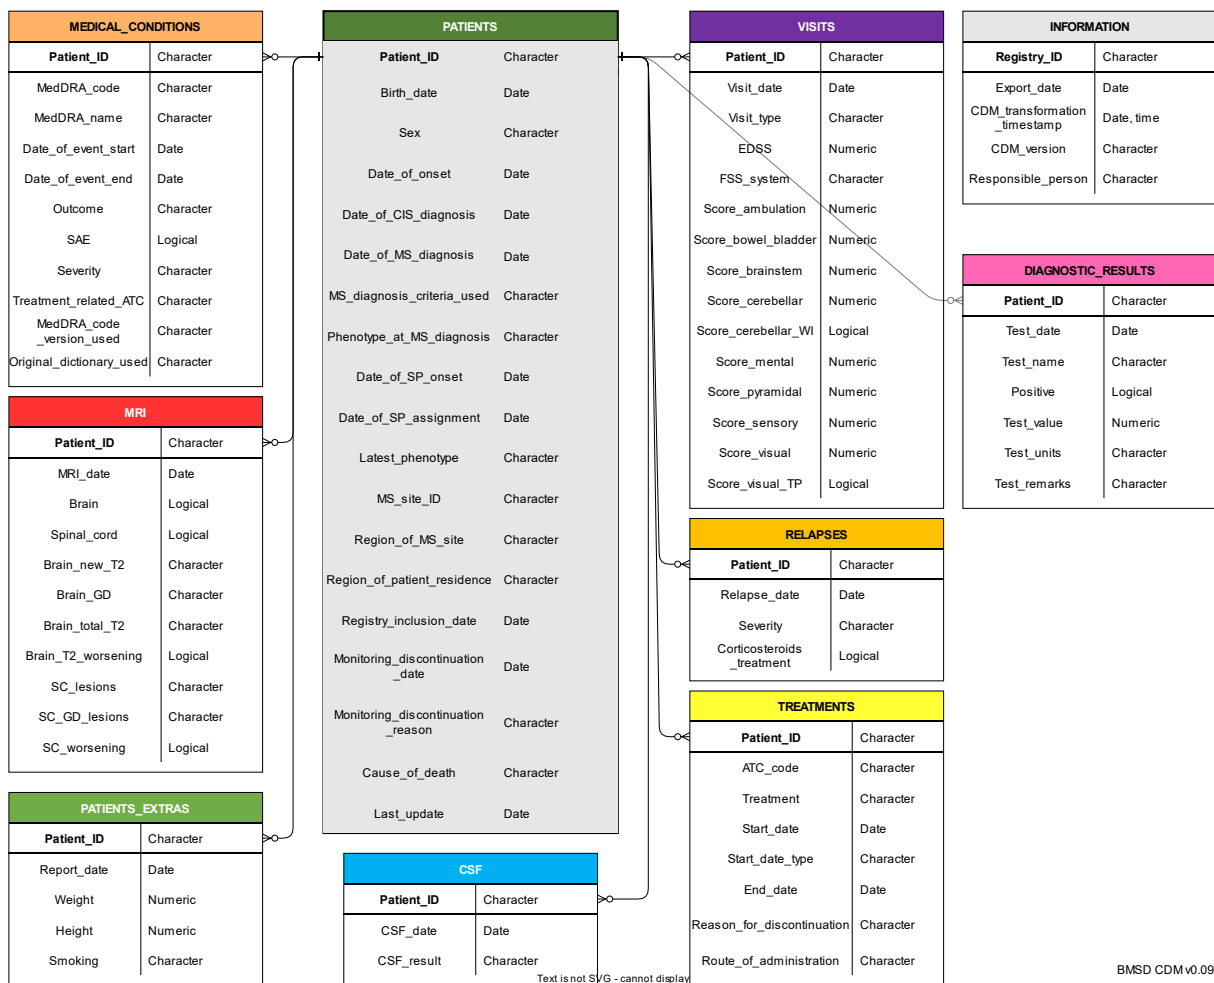 MEDICAL_CONDITIONS
Patient_ID Character
MedDRA_code Character
MedDRA_name Character
Date_of_event_start Date
Date_of_event_end Date
Outcome Character
SAE Logical
Severity Character
Treatment_related_ATC Character
MedDRA_code
_version_used Character
Original_dictionary_used Character
MRI
Patient_ID Character
MRI_date Date
Brain Logical
Spinal_cord Logical
Brain_new_T2 Character
Brain_GD Character
Brain_total_T2 Character
Brain_T2_worsening Logical
SC_lesions Character
SC_GD_lesions Character
SC_worsening Logical
PATIENTS_EXTRAS
Patient_ID Character
Report_date Date
Weight Numeric
Height Numeric
Smoking Character
PATIENTS
Patient_ID Character
Birth_date Date
Sex Character
Date_of_onset Date
Date_of_CIS_diagnosis Date
Date_of_MS_diagnosis Date
MS_diagnosis_criteria_used Character
Phenotype_at_MS_diagnosis Character
Date_of_SP_onset Date
Date_of_SP_assignment Date
Latest_phenotype Character
MS_site_ID Character
Region_of_MS_site Character
Region_of_patient_residence Character
Registry_inclusion_date Date
Monitoring_discontinuation
_date Date
Monitoring_discontinuation
_reason Character
Cause_of_death Character
Last_update Date
CSF
Patient_ID Character
CSF_date Date
CSF_result Character
Text is not SVG - cannot display
VISITS
Patient_ID Character
Visit_date Date
Visit_type Character
EDSS Numeric
FSS_system Character
Score_ambulation Numeric
Score_bowel_bladder Numeric
Score_brainstem Numeric
Score_cerebellar Numeric
Score_cerebellar_WI Logical
Score_mental Numeric
Score_pyramidal Numeric
Score_sensory Numeric
Score_visual Numeric
Score_visual_TP Logical
RELAPSES
Patient_ID Character
Relapse_date Date
Severity Character
Corticosteroids
_treatment Logical
TREATMENTS
Patient_ID Character
ATC_code Character
Treatment Character
Start_date Date
Start_date_type Character
End_date Date
Reason_for_discontinuation Character
Route_of_administration Character
INFORMATION
Registry_ID Character
Export_date Date
CDM_transformation
_timestamp Date, time
CDM_version Character
Responsible_person Character
DIAGNOSTIC_RESULTS
Patient_ID Character
Test_date Date
Test_name Character
Positive Logical
Test_value Numeric
Test_units Character
Test_remarks Character
BMSD CDM v0.09